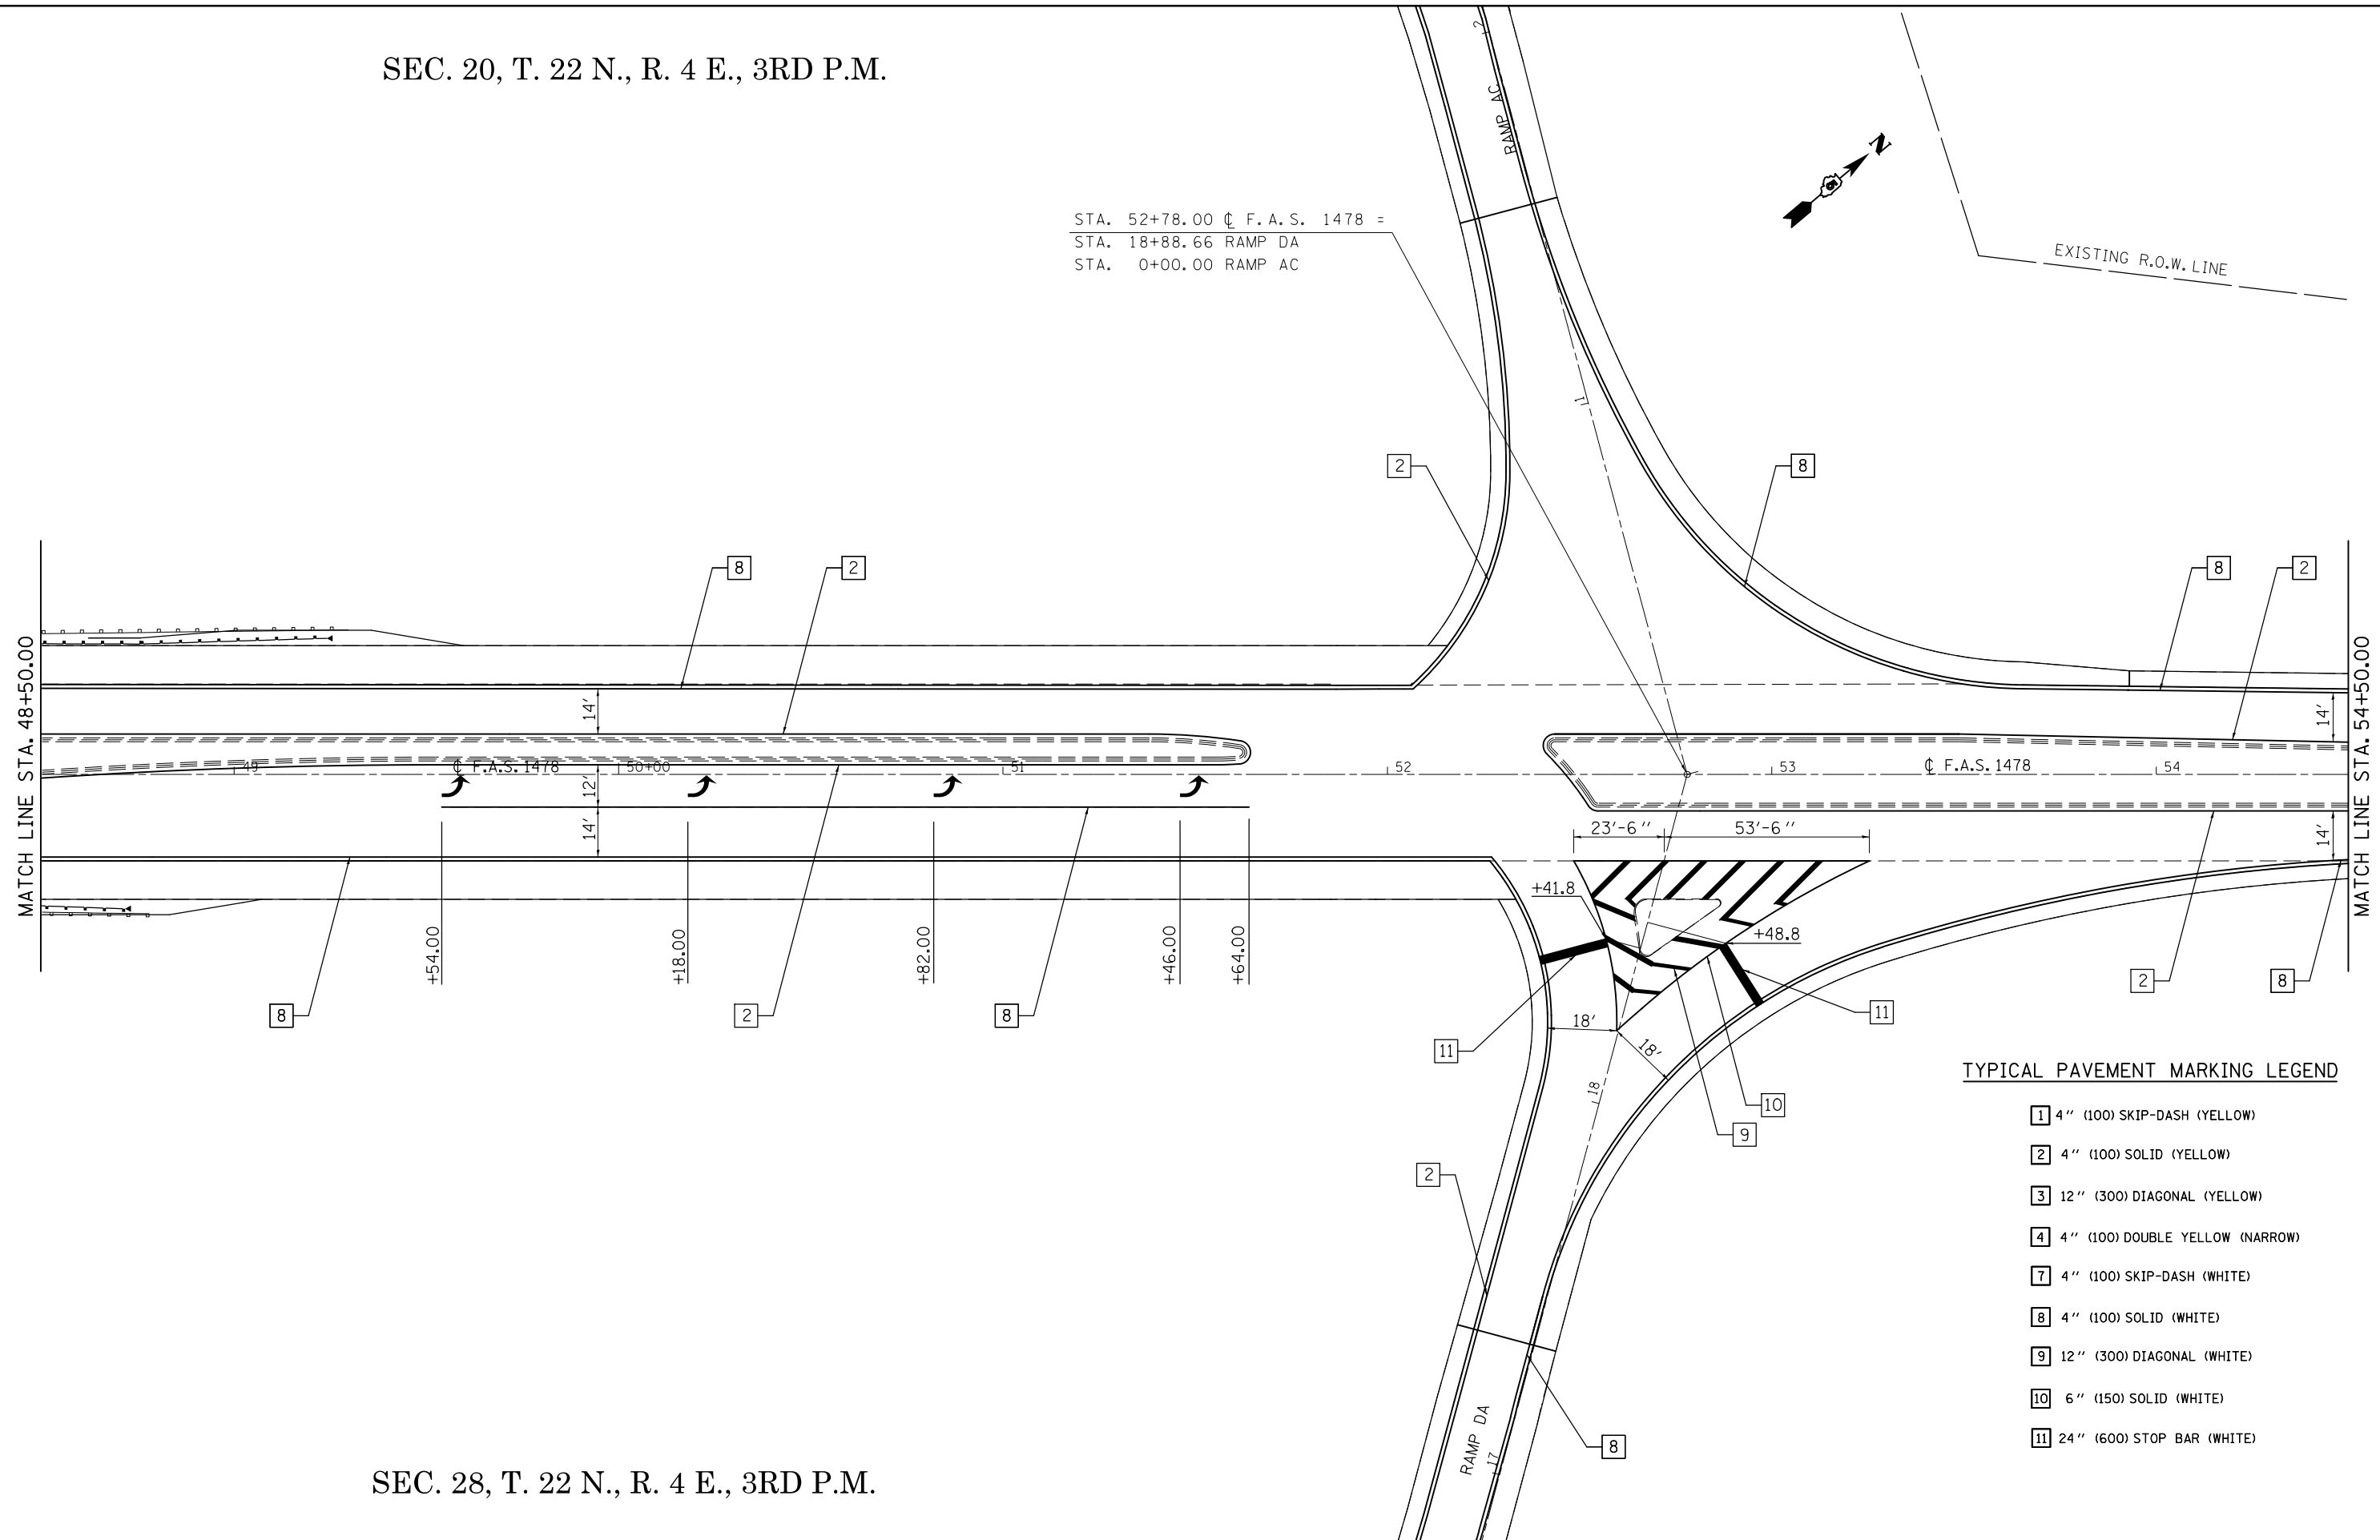 SEC. 20, T. 22 N., R. 4 E., 3RD P.M.
2
RAMP AC
N
STA. 52+78.00 ℄ F.A.S. 1478 =
STA. 18+88.66 RAMP DA
STA. 0+00.00 RAMP AC
EXISTING R.O.W. LINE
1
2
8
8
2
8
2
MATCH LINE STA. 48+50.00
MATCH LINE STA. 54+50.00
14'
14'
49
℄ F.A.S. 1478
50+00
51
52
53
℄ F.A.S. 1478
54
12'
14'
14'
23'-6"
53'-6"
+41.8
+48.8
+54.00
+18.00
+82.00
+46.00
+64.00
8
2
8
2
8
11
11
18'
18'
18
10
9
2
8
RAMP DA
17
TYPICAL PAVEMENT MARKING LEGEND
1 4" (100) SKIP-DASH (YELLOW)
2 4" (100) SOLID (YELLOW)
3 12" (300) DIAGONAL (YELLOW)
4 4" (100) DOUBLE YELLOW (NARROW)
7 4" (100) SKIP-DASH (WHITE)
8 4" (100) SOLID (WHITE)
9 12" (300) DIAGONAL (WHITE)
10 6" (150) SOLID (WHITE)
11 24" (600) STOP BAR (WHITE)
SEC. 28, T. 22 N., R. 4 E., 3RD P.M.